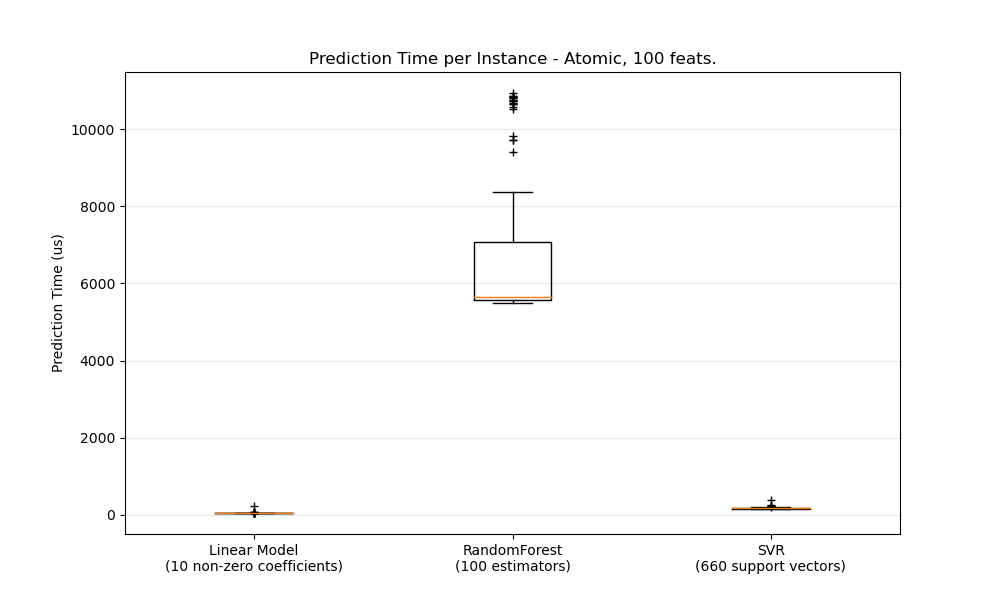 Prediction Time per Instance - Atomic, 100 feats.
Prediction Time (us)
10000
8000
6000
4000
2000
0
Linear Model
(10 non-zero coefficients)
RandomForest
(100 estimators)
SVR
(660 support vectors)